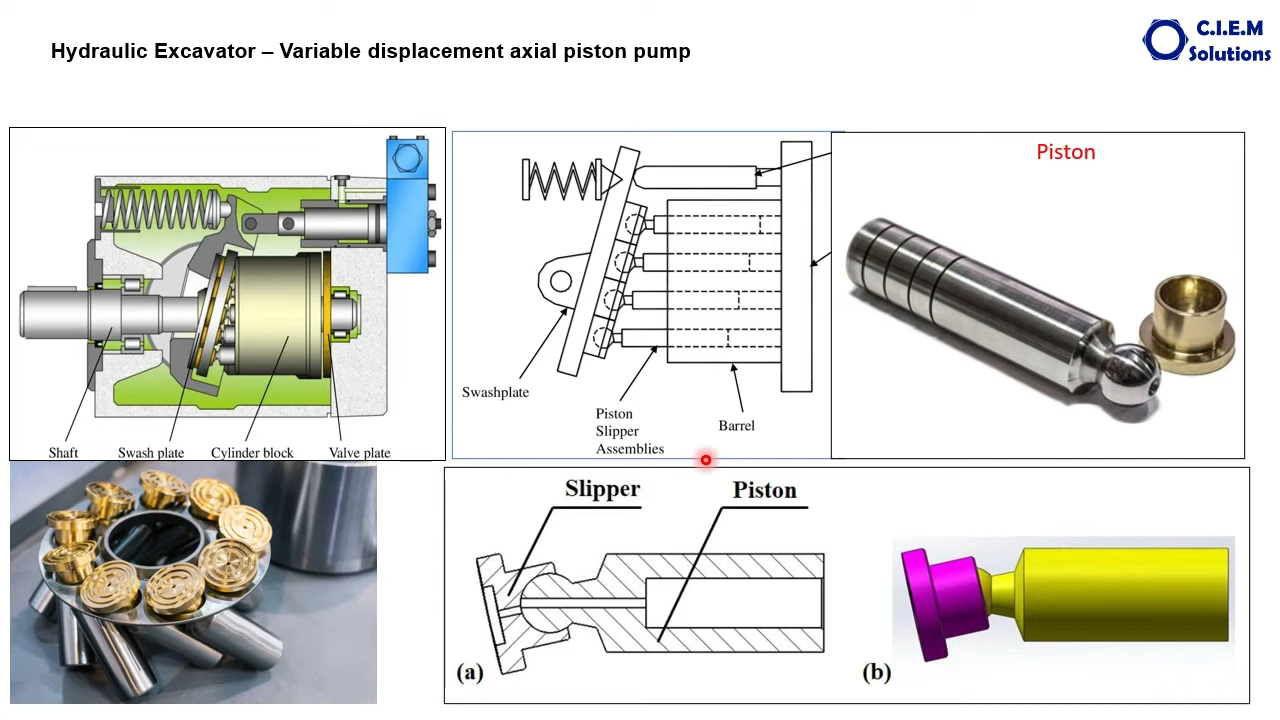 Hydraulic Excavator – Variable displacement axial piston pump
C.I.E.M
Solutions
Shaft
Swash plate
Cylinder block
Valve plate
Swashplate
Piston
Slipper
Assemblies
Barrel
Piston
Slipper
Piston
(a)
(b)